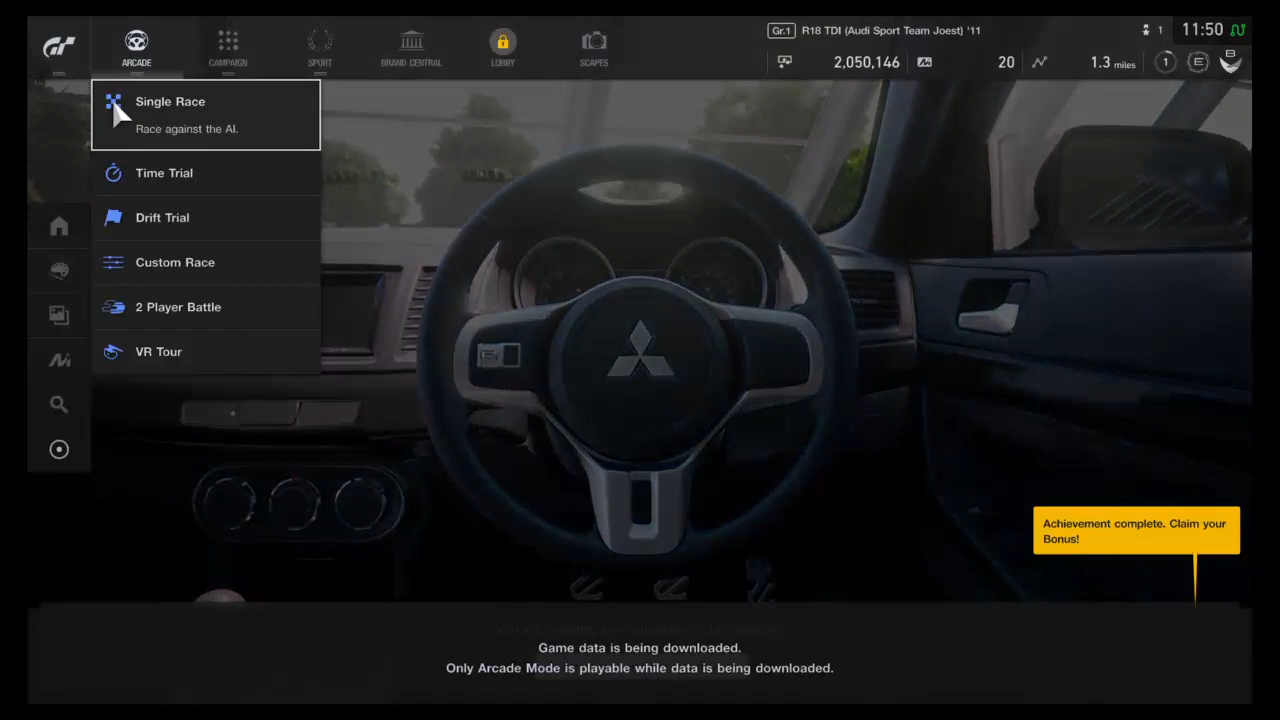 Gr.1 R18 TDI (Audi Sport Team Joest) '11
1 11:50
ARCADE CAMPAIGN SPORT BRAND CENTRAL LOBBY SCAPES
2,050,146 20 1.3 miles 1 E B
Single Race
Race against the AI.
Time Trial
Drift Trial
Custom Race
2 Player Battle
VR Tour
Achievement complete. Claim your
Bonus!
Game data is being downloaded.
Only Arcade Mode is playable while data is being downloaded.